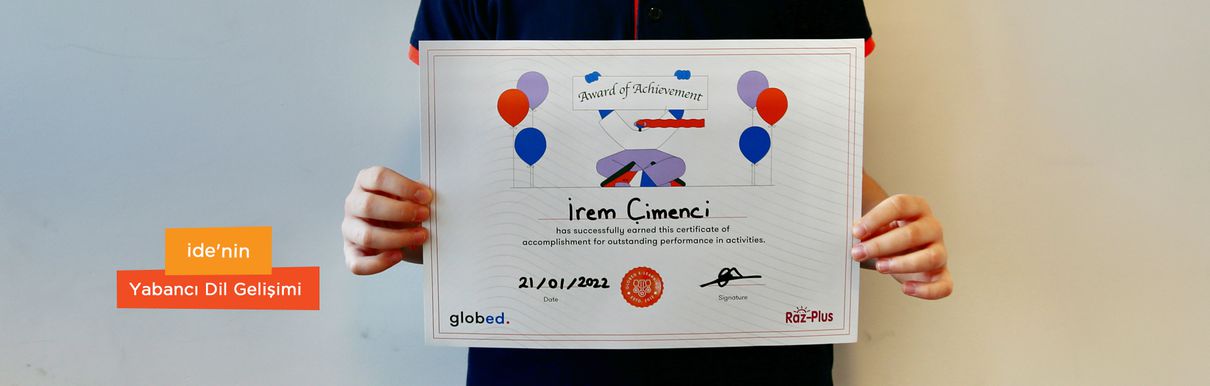 Award of Achievement
İrem Çimenci
has successfully earned this certificate of
accomplishment for outstanding performance in activities.
21/01/2022
Date
Signature
globed.
Raz-Plus
ide'nin
Yabancı Dil Gelişimi